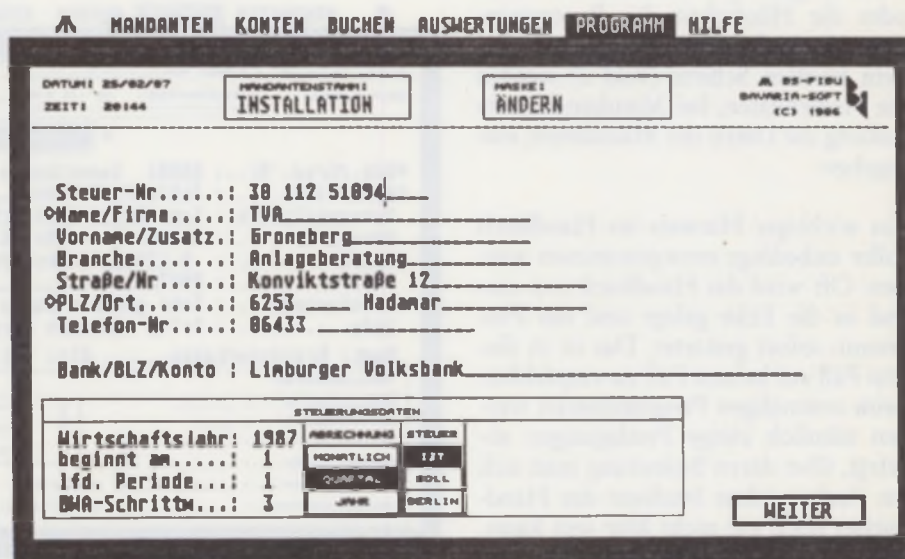 MANDANTEN KONTEN BUCHEN AUSWERTUNGEN PROGRAMM HILFE
DATUM: 25/02/87
ZEIT: 20:44
MANDANTENSTAMM:
INSTALLATION
MASKE:
ÄNDERN
BS-FIBU
BAVARIA-SOFT
(C) 1986
Steuer-Nr......: 30 112 51094
Name/Firma.....: TVA
Vorname/Zusatz.: Groneberg
Branche........: Anlageberatung
Straße/Nr......: Konviktstraße 12
PLZ/Ort........: 6253 Hadamar
Telefon-Nr.....: 06433
Bank/BLZ/Konto : Limburger Volksbank
STEUERUNGSDATEN
Wirtschaftsjahr: 1987 ABRECHNUNG STEUER
beginnt am.....: 1 MONATLICH IST
lfd. Periode...: 1 QUARTAL SOLL
BWA-Schrittw...: 3 JAHR BERLIN
WEITER